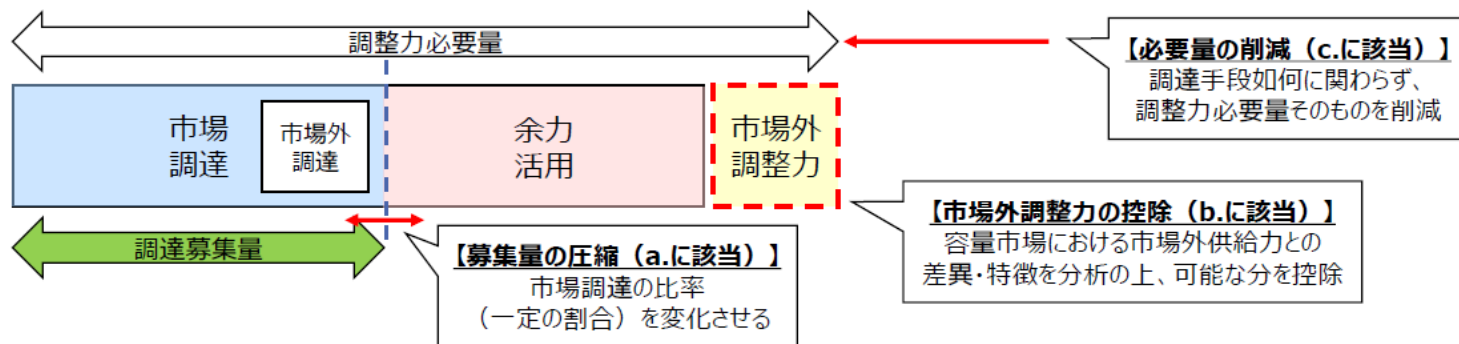 調整力必要量
【必要量の削減（c.に該当）】
調達手段如何に関わらず、
調整力必要量そのものを削減
市場
調達
市場外
調達
余力
活用
市場外
調整力
【市場外調整力の控除（b.に該当）】
容量市場における市場外供給力との
差異・特徴を分析の上、可能な分を控除
調達募集量
【募集量の圧縮（a.に該当）】
市場調達の比率
（一定の割合）を変化させる